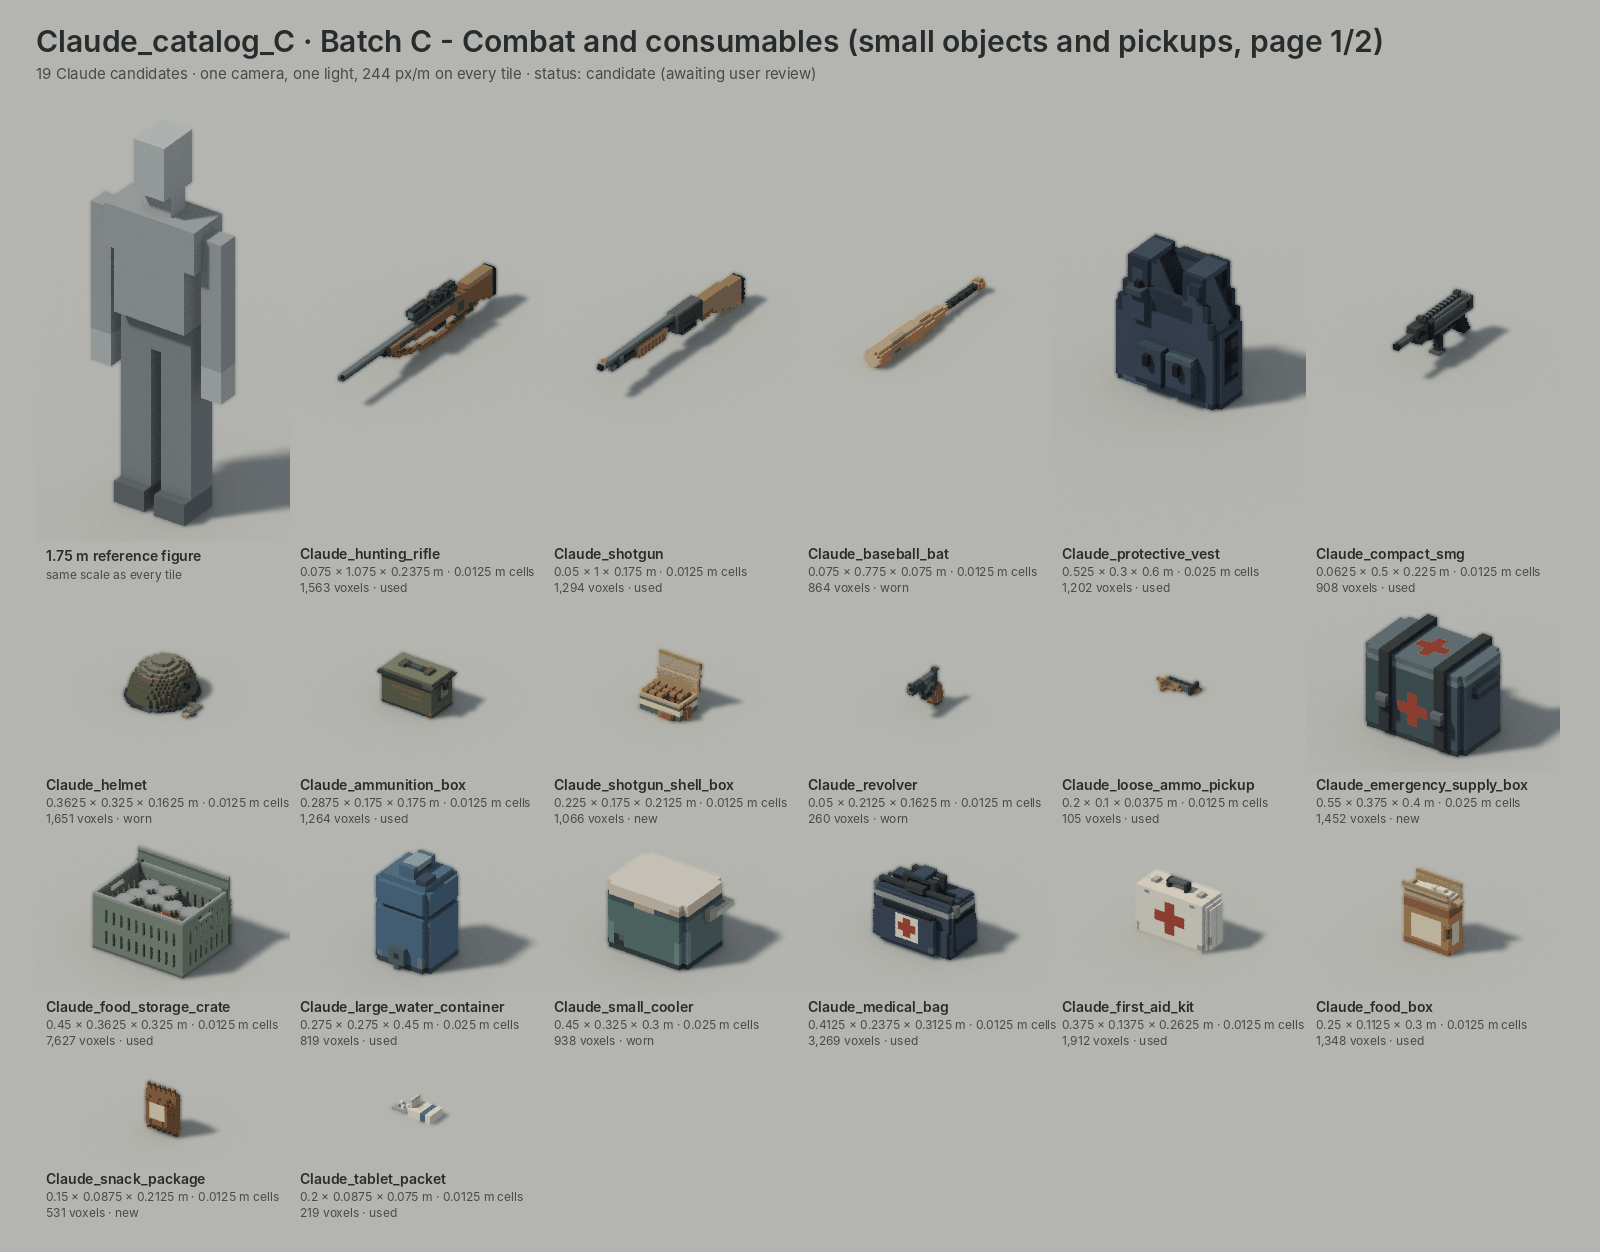 Claude_catalog_C · Batch C - Combat and consumables (small objects and pickups, page 1/2)
19 Claude candidates · one camera, one light, 244 px/m on every tile · status: candidate (awaiting user review)
1.75 m reference figure
same scale as every tile
Claude_hunting_rifle
0.075 × 1.075 × 0.2375 m · 0.0125 m cells
1,563 voxels · used
Claude_shotgun
0.05 × 1 × 0.175 m · 0.0125 m cells
1,294 voxels · used
Claude_baseball_bat
0.075 × 0.775 × 0.075 m · 0.0125 m cells
864 voxels · worn
Claude_protective_vest
0.525 × 0.3 × 0.6 m · 0.025 m cells
1,202 voxels · used
Claude_compact_smg
0.0625 × 0.5 × 0.225 m · 0.0125 m cells
908 voxels · used
Claude_helmet
0.3625 × 0.325 × 0.1625 m · 0.0125 m cells
1,651 voxels · worn
Claude_ammunition_box
0.2875 × 0.175 × 0.175 m · 0.0125 m cells
1,264 voxels · used
Claude_shotgun_shell_box
0.225 × 0.175 × 0.2125 m · 0.0125 m cells
1,066 voxels · new
Claude_revolver
0.05 × 0.2125 × 0.1625 m · 0.0125 m cells
260 voxels · worn
Claude_loose_ammo_pickup
0.2 × 0.1 × 0.0375 m · 0.0125 m cells
105 voxels · used
Claude_emergency_supply_box
0.55 × 0.375 × 0.4 m · 0.025 m cells
1,452 voxels · new
Claude_food_storage_crate
0.45 × 0.3625 × 0.325 m · 0.0125 m cells
7,627 voxels · used
Claude_large_water_container
0.275 × 0.275 × 0.45 m · 0.025 m cells
819 voxels · used
Claude_small_cooler
0.45 × 0.325 × 0.3 m · 0.025 m cells
938 voxels · worn
Claude_medical_bag
0.4125 × 0.2375 × 0.3125 m · 0.0125 m cells
3,269 voxels · used
Claude_first_aid_kit
0.375 × 0.1375 × 0.2625 m · 0.0125 m cells
1,912 voxels · used
Claude_food_box
0.25 × 0.1125 × 0.3 m · 0.0125 m cells
1,348 voxels · used
Claude_snack_package
0.15 × 0.0875 × 0.2125 m · 0.0125 m cells
531 voxels · new
Claude_tablet_packet
0.2 × 0.0875 × 0.075 m · 0.0125 m cells
219 voxels · used